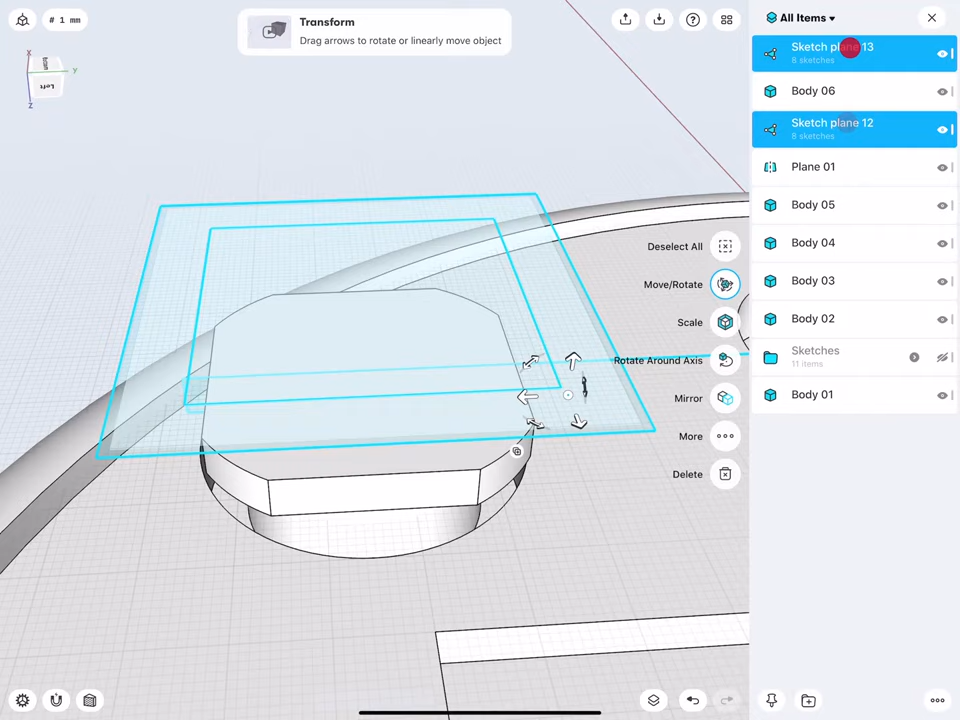 # 1 mm
Transform
Drag arrows to rotate or linearly move object
All Items
X
Y
Z
Left
Sketch plane 13
8 sketches
Body 06
Sketch plane 12
8 sketches
Plane 01
Body 05
Body 04
Body 03
Body 02
Sketches
11 items
Body 01
Deselect All
Move/Rotate
Scale
Rotate Around Axis
Mirror
More
Delete